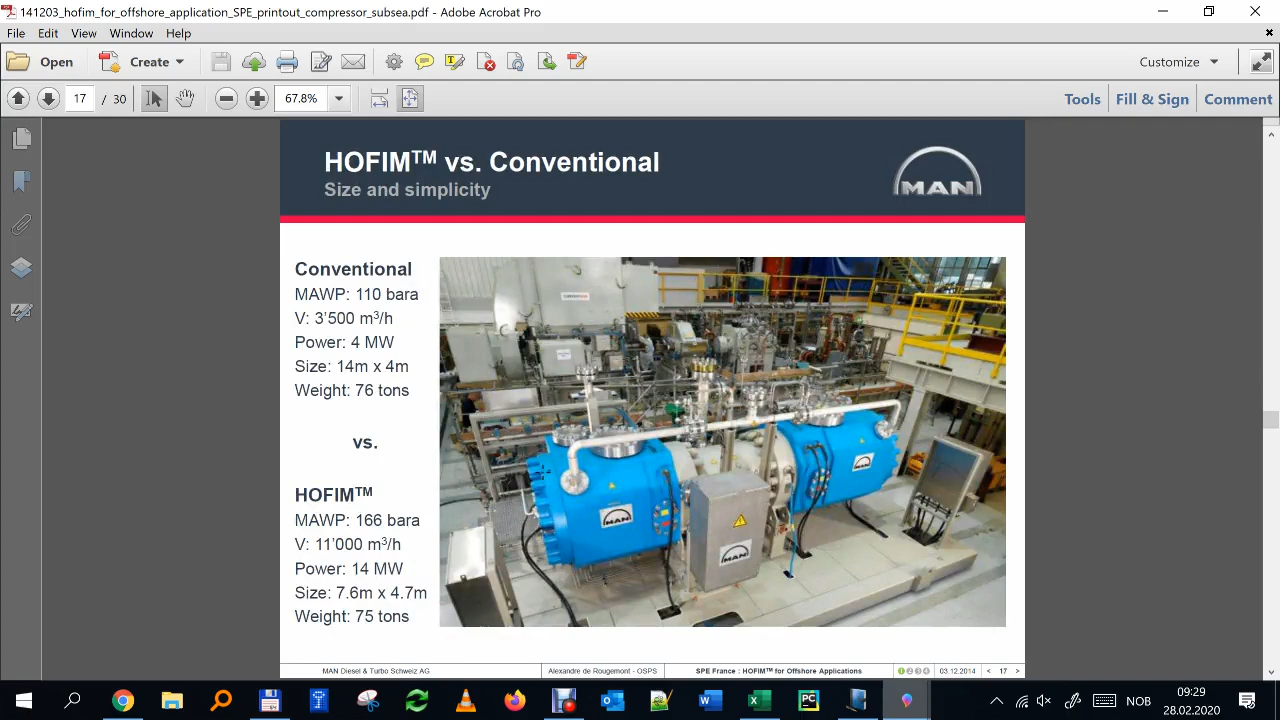 141203_hofim_for_offshore_application_SPE_printout_compressor_subsea.pdf - Adobe Acrobat Pro
File Edit View Window Help
Open Create Customize
17 / 30 67.8% Tools Fill & Sign Comment
HOFIM™ vs. Conventional
Size and simplicity
MAN
Conventional
MAWP: 110 bara
V: 3’500 m³/h
Power: 4 MW
Size: 14m x 4m
Weight: 76 tons
vs.
HOFIM™
MAWP: 166 bara
V: 11’000 m³/h
Power: 14 MW
Size: 7.6m x 4.7m
Weight: 75 tons
MAN
MAN
MAN
MAN Diesel & Turbo Schweiz AG Alexandre de Rougemont - OSPS SPE France : HOFIM™ for Offshore Applications 1 2 3 4 03.12.2014 < 17 >
NOB 09:29
28.02.2020